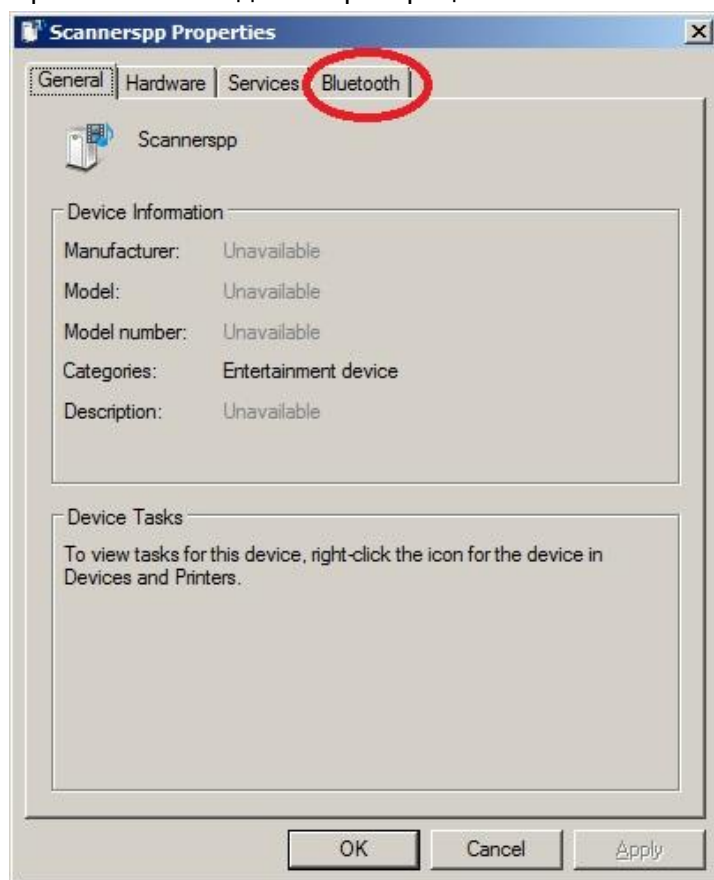 Scannerspp Properties
General Hardware Services Bluetooth
Scannerspp
Device Information
Manufacturer: Unavailable
Model: Unavailable
Model number: Unavailable
Categories: Entertainment device
Description: Unavailable
Device Tasks
To view tasks for this device, right-click the icon for the device in
Devices and Printers.
OK Cancel Apply